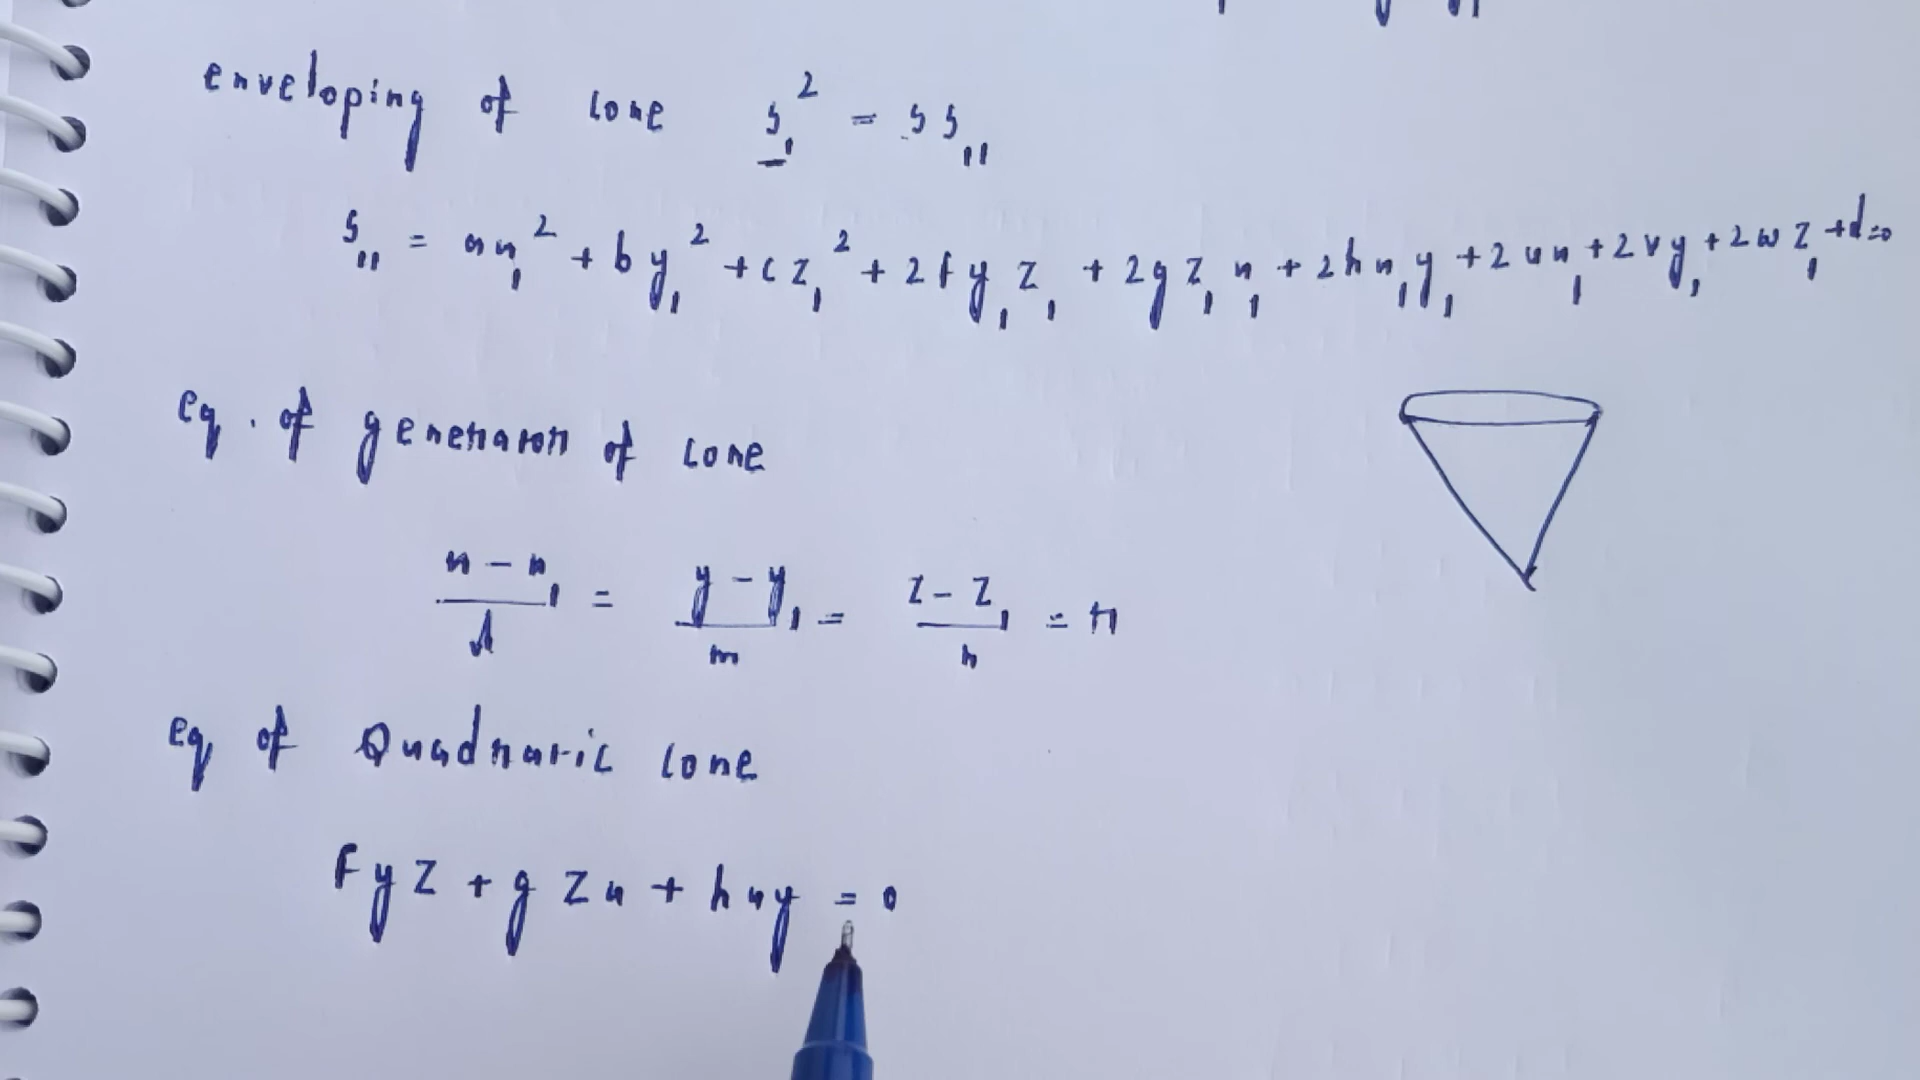 enveloping of cone S₁² = SS₁₁
S₁₁ = ax₁² + by₁² + cz₁² + 2fy₁z₁ + 2gz₁x₁ + 2hx₁y₁ + 2ux₁ + 2vy₁ + 2wz₁ + d = 0
eq. of generators of cone
(x - x₁)/l = (y - y₁)/m = (z - z₁)/n = r
eq of Quadratic cone
fyz + gzx + hxy = 0